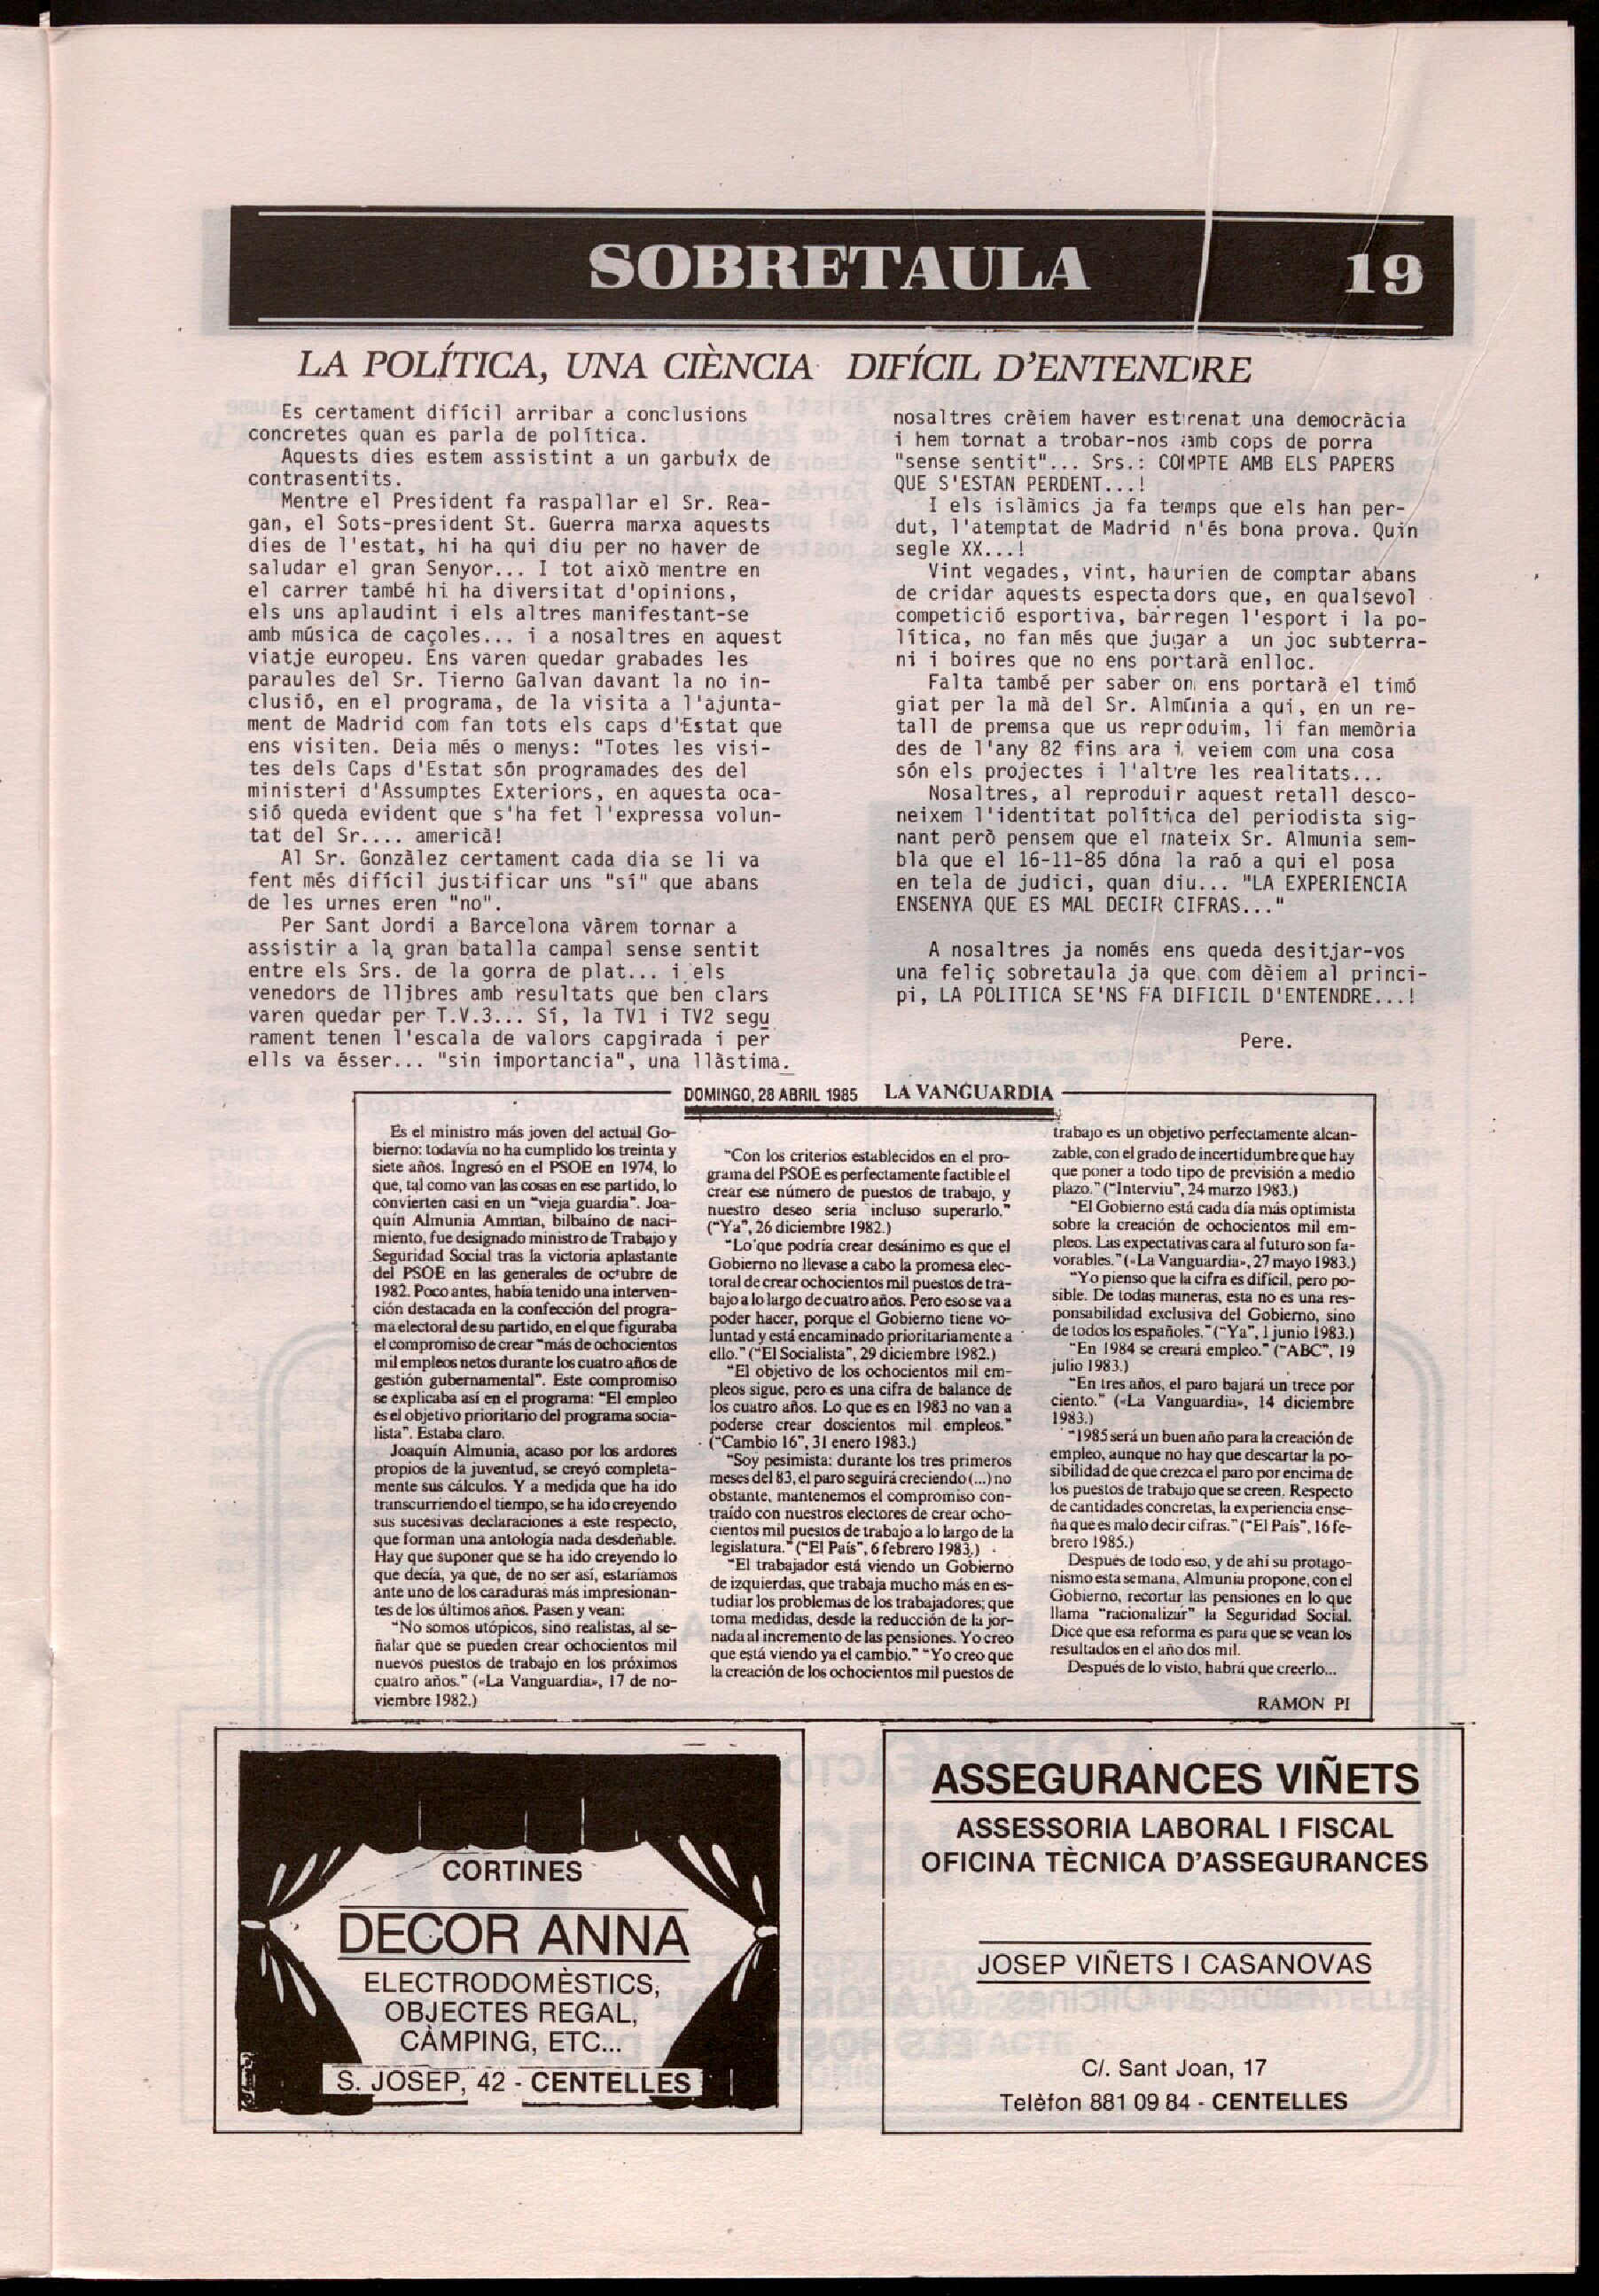 SOBRETAULA 19
LA POLÍTICA, UNA CIÈNCIA DIFÍCIL D'ENTENDRE
Es certament difícil arribar a conclusions
concretes quan es parla de política.
Aquests dies estem assistint a un garbuix de
contrasentits.
Mentre el President fa raspallar el Sr. Rea-
gan, el Sots-president St. Guerra marxa aquests
dies de l'estat, hi ha qui diu per no haver de
saludar el gran Senyor... I tot això mentre en
el carrer també hi ha diversitat d'opinions,
els uns aplaudint i els altres manifestant-se
amb música de caçoles... i a nosaltres en aquest
viatje europeu. Ens varen quedar grabades les
paraules del Sr. Tierno Galvan davant la no in-
clusió, en el programa, de la visita a l'ajunta-
ment de Madrid com fan tots els caps d'Estat que
ens visiten. Deia més o menys: "Totes les visi-
tes dels Caps d'Estat són programades des del
ministeri d'Assumptes Exteriors, en aquesta oca-
sió queda evident que s'ha fet l'expressa volun-
tat del Sr.... americà!
Al Sr. Gonzàlez certament cada dia se li va
fent més difícil justificar uns "sí" que abans
de les urnes eren "no".
Per Sant Jordi a Barcelona vàrem tornar a
assistir a la gran batalla campal sense sentit
entre els Srs. de la gorra de plat... i els
venedors de llibres amb resultats que ben clars
varen quedar per T.V.3... Sí, la TV1 i TV2 segu
rament tenen l'escala de valors capgirada i per
ells va ésser... "sin importancia", una llàstima.
nosaltres crèiem haver estrenat una democràcia
i hem tornat a trobar-nos amb cops de porra
"sense sentit"... Srs.: COMPTE AMB ELS PAPERS
QUE S'ESTAN PERDENT...!
I els islàmics ja fa temps que els han per-
dut, l'atemptat de Madrid n'és bona prova. Quin
segle XX...!
Vint vegades, vint, haurien de comptar abans
de cridar aquests espectadors que, en qualsevol
competició esportiva, barregen l'esport i la po-
lítica, no fan més que jugar a un joc subterra-
ni i boires que no ens portarà enlloc.
Falta també per saber on ens portarà el timó
giat per la mà del Sr. Almúnia a qui, en un re-
tall de premsa que us reproduim, li fan memòria
des de l'any 82 fins ara i veiem com una cosa
són els projectes i l'altre les realitats...
Nosaltres, al reproduir aquest retall desco-
neixem l'identitat política del periodista sig-
nant però pensem que el mateix Sr. Almunia sem-
bla que el 16-11-85 dóna la raó a qui el posa
en tela de judici, quan diu... "LA EXPERIENCIA
ENSENYA QUE ES MAL DECIR CIFRAS..."
A nosaltres ja només ens queda desitjar-vos
una feliç sobretaula ja que com dèiem al princi-
pi, LA POLITICA SE'NS FA DIFICIL D'ENTENDRE...!
Pere.
DOMINGO, 28 ABRIL 1985 LA VANGUARDIA
Es el ministro más joven del actual Go-
bierno: todavía no ha cumplido los treinta y
siete años. Ingresó en el PSOE en 1974, lo
que, tal como van las cosas en ese partido, lo
convierten casi en un "vieja guardia". Joa-
quín Almunia Amman, bilbaíno de naci-
miento, fue designado ministro de Trabajo y
Seguridad Social tras la victoria aplastante
del PSOE en las generales de octubre de
1982. Poco antes, había tenido una interven-
ción destacada en la confección del progra-
ma electoral de su partido, en el que figuraba
el compromiso de crear "más de ochocientos
mil empleos netos durante los cuatro años de
gestión gubernamental". Este compromiso
se explicaba así en el programa: "El empleo
es el objetivo prioritario del programa socia-
lista". Estaba claro.
Joaquín Almunia, acaso por los ardores
propios de la juventud, se creyó completa-
mente sus cálculos. Y a medida que ha ido
transcurriendo el tiempo, se ha ido creyendo
sus sucesivas declaraciones a este respecto,
que forman una antología nada desdeñable.
Hay que suponer que se ha ido creyendo lo
que decía, ya que, de no ser así, estaríamos
ante uno de los caraduras más impresionan-
tes de los últimos años. Pasen y vean:
"No somos utópicos, sino realistas, al se-
ñalar que se pueden crear ochocientos mil
nuevos puestos de trabajo en los próximos
cuatro años." («La Vanguardia», 17 de no-
viembre 1982.)
"Con los criterios establecidos en el pro-
grama del PSOE es perfectamente factible el
crear ese número de puestos de trabajo, y
nuestro deseo sería incluso superarlo."
("Ya", 26 diciembre 1982.)
"Lo que podría crear desánimo es que el
Gobierno no llevase a cabo la promesa elec-
toral de crear ochocientos mil puestos de tra-
bajo a lo largo de cuatro años. Pero eso se va a
poder hacer, porque el Gobierno tiene vo-
luntad y está encaminado prioritariamente a
ello." ("El Socialista", 29 diciembre 1982.)
"El objetivo de los ochocientos mil em-
pleos sigue, pero es una cifra de balance de
los cuatro años. Lo que es en 1983 no van a
poderse crear doscientos mil empleos."
("Cambio 16", 31 enero 1983.)
"Soy pesimista: durante los tres primeros
meses del 83, el paro seguirá creciendo (...) no
obstante, mantenemos el compromiso con-
traído con nuestros electores de crear ocho-
cientos mil puestos de trabajo a lo largo de la
legislatura." ("El País", 6 febrero 1983.)
"El trabajador está viendo un Gobierno
de izquierdas, que trabaja mucho más en es-
tudiar los problemas de los trabajadores, que
toma medidas, desde la reducción de la jor-
nada al incremento de las pensiones. Yo creo
que está viendo ya el cambio." "Yo creo que
la creación de los ochocientos mil puestos de
trabajo es un objetivo perfectamente alcan-
zable, con el grado de incertidumbre que hay
que poner a todo tipo de previsión a medio
plazo." ("Interviu", 24 marzo 1983.)
"El Gobierno está cada día más optimista
sobre la creación de ochocientos mil em-
pleos. Las expectativas cara al futuro son fa-
vorables." («La Vanguardia», 27 mayo 1983.)
"Yo pienso que la cifra es difícil, pero po-
sible. De todas maneras, esta no es una res-
ponsabilidad exclusiva del Gobierno, sino
de todos los españoles." ("Ya", 1 junio 1983.)
"En 1984 se creará empleo." ("ABC", 19
julio 1983.)
"En tres años, el paro bajará un trece por
ciento." («La Vanguardia», 14 diciembre
1983.)
"1985 será un buen año para la creación de
empleo, aunque no hay que descartar la po-
sibilidad de que crezca el paro por encima de
los puestos de trabajo que se creen. Respecto
de cantidades concretas, la experiencia ense-
ña que es malo decir cifras." ("El País", 16 fe-
brero 1985.)
Después de todo eso, y de ahí su protago-
nismo esta semana, Almunia propone, con el
Gobierno, recortar las pensiones en lo que
llama "racionalizar" la Seguridad Social.
Dice que esa reforma es para que se vean los
resultados en el año dos mil.
Después de lo visto, habrá que creerlo...
RAMON PI
CORTINES
DECOR ANNA
ELECTRODOMÈSTICS,
OBJECTES REGAL,
CÀMPING, ETC...
S. JOSEP, 42 - CENTELLES
ASSEGURANCES VIÑETS
ASSESSORIA LABORAL I FISCAL
OFICINA TÈCNICA D'ASSEGURANCES
JOSEP VIÑETS I CASANOVAS
C/. Sant Joan, 17
Telèfon 881 09 84 - CENTELLES